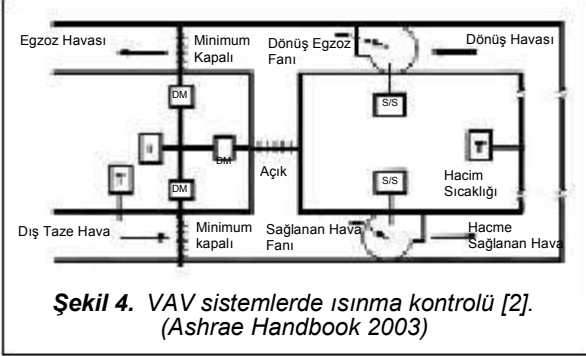 Egzoz Havası
Minimum
Kapalı
Dönüş Egzoz
Fanı
Dönüş Havası
DM
S/S
DM
T
Açık
T
DM
S/S
Hacim
Sıcaklığı
Dış Taze Hava
Minimum
kapalı
Sağlanan Hava
Fanı
Hacme
Sağlanan Hava
Şekil 4. VAV sistemlerde ısınma kontrolü [2].
(Ashrae Handbook 2003)